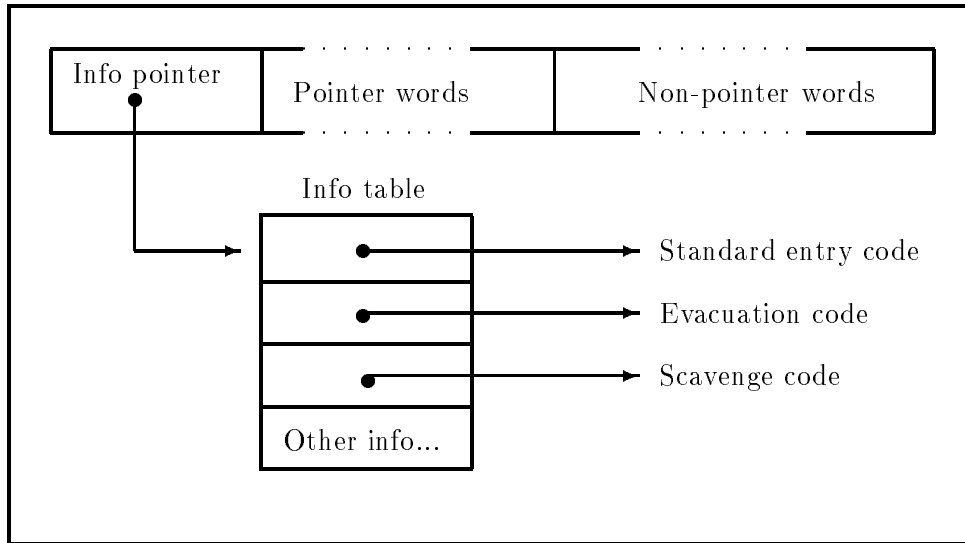 Info pointer
Pointer words
Non-pointer words
Info table
Standard entry code
Evacuation code
Scavenge code
Other info...